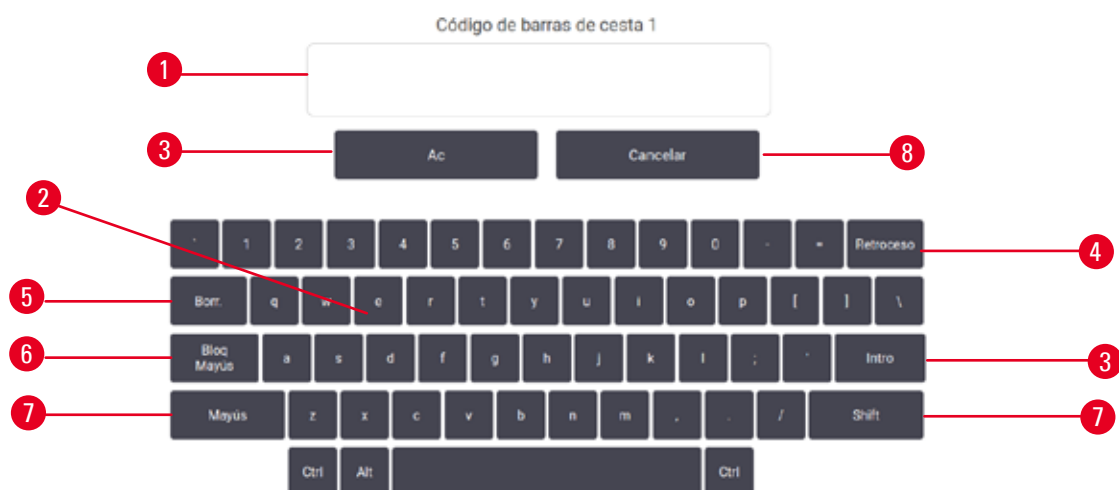 Código de barras de cesta 1
1
3 Ac Cancelar 8
2
` 1 2 3 4 5 6 7 8 9 0 - = Retroceso 4
5 Borr. q w e r t y u i o p [ ] \
6 Bloq
Mayús a s d f g h j k l ; ' Intro 3
7 Mayús z x c v b n m , . / Shift 7
Ctrl Alt Ctrl